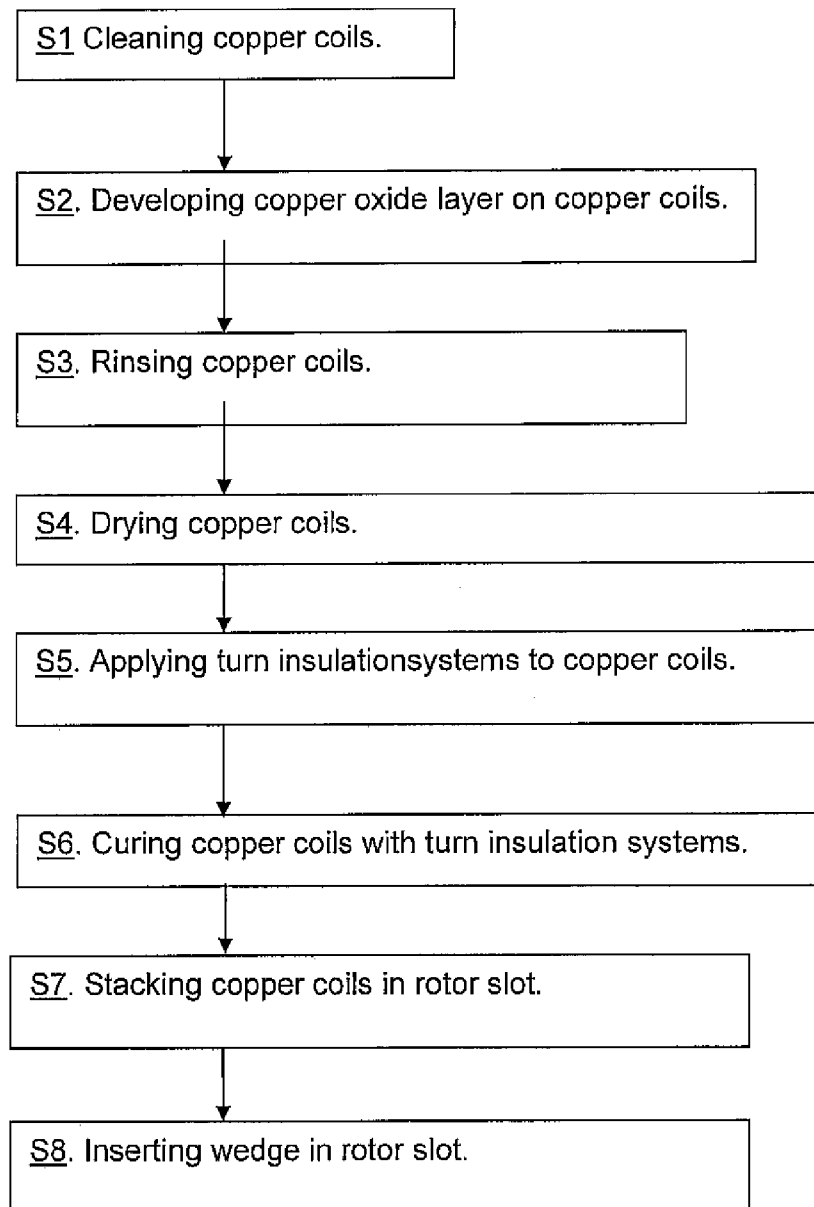 S1 Cleaning copper coils.
S2. Developing copper oxide layer on copper coils.
S3. Rinsing copper coils.
S4. Drying copper coils.
S5. Applying turn insulationsystems to copper coils.
S6. Curing copper coils with turn insulation systems.
S7. Stacking copper coils in rotor slot.
S8. Inserting wedge in rotor slot.